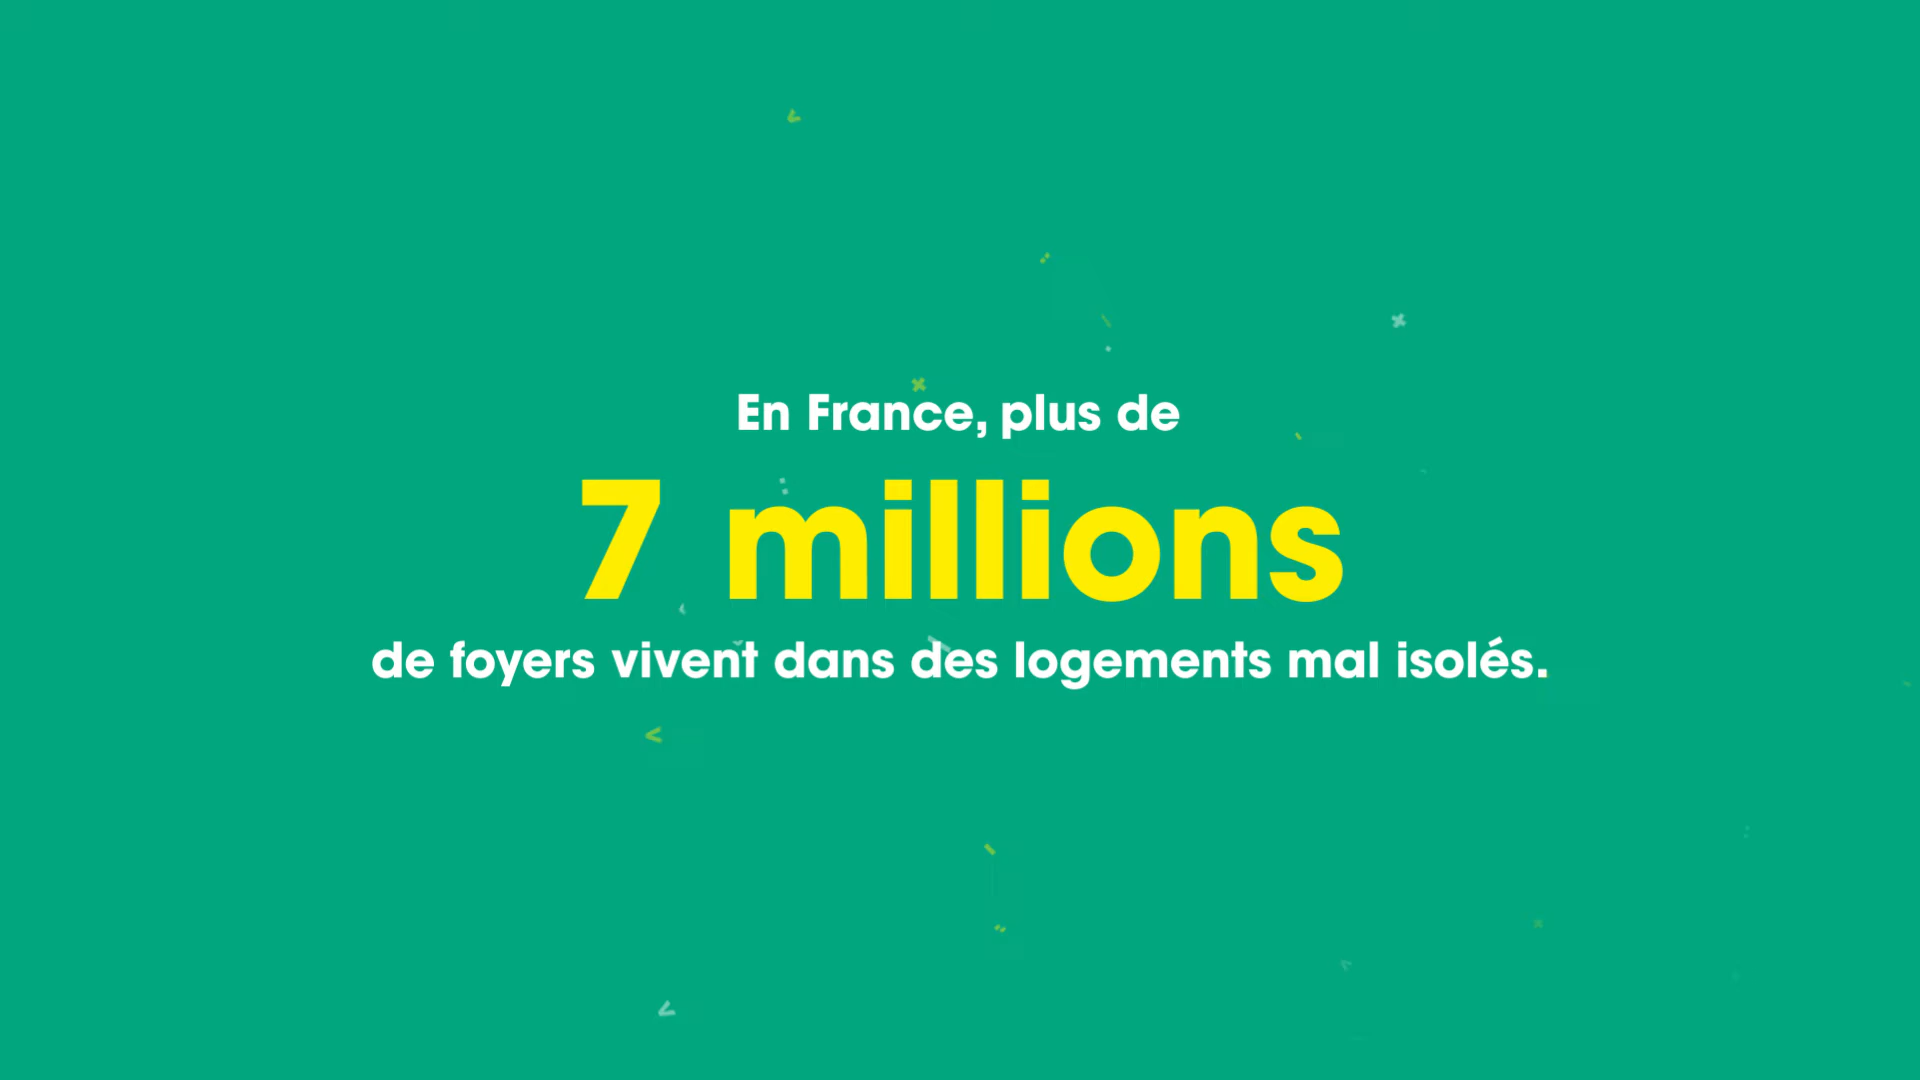 En France, plus de
7 millions
de foyers vivent dans des logements mal isolés.